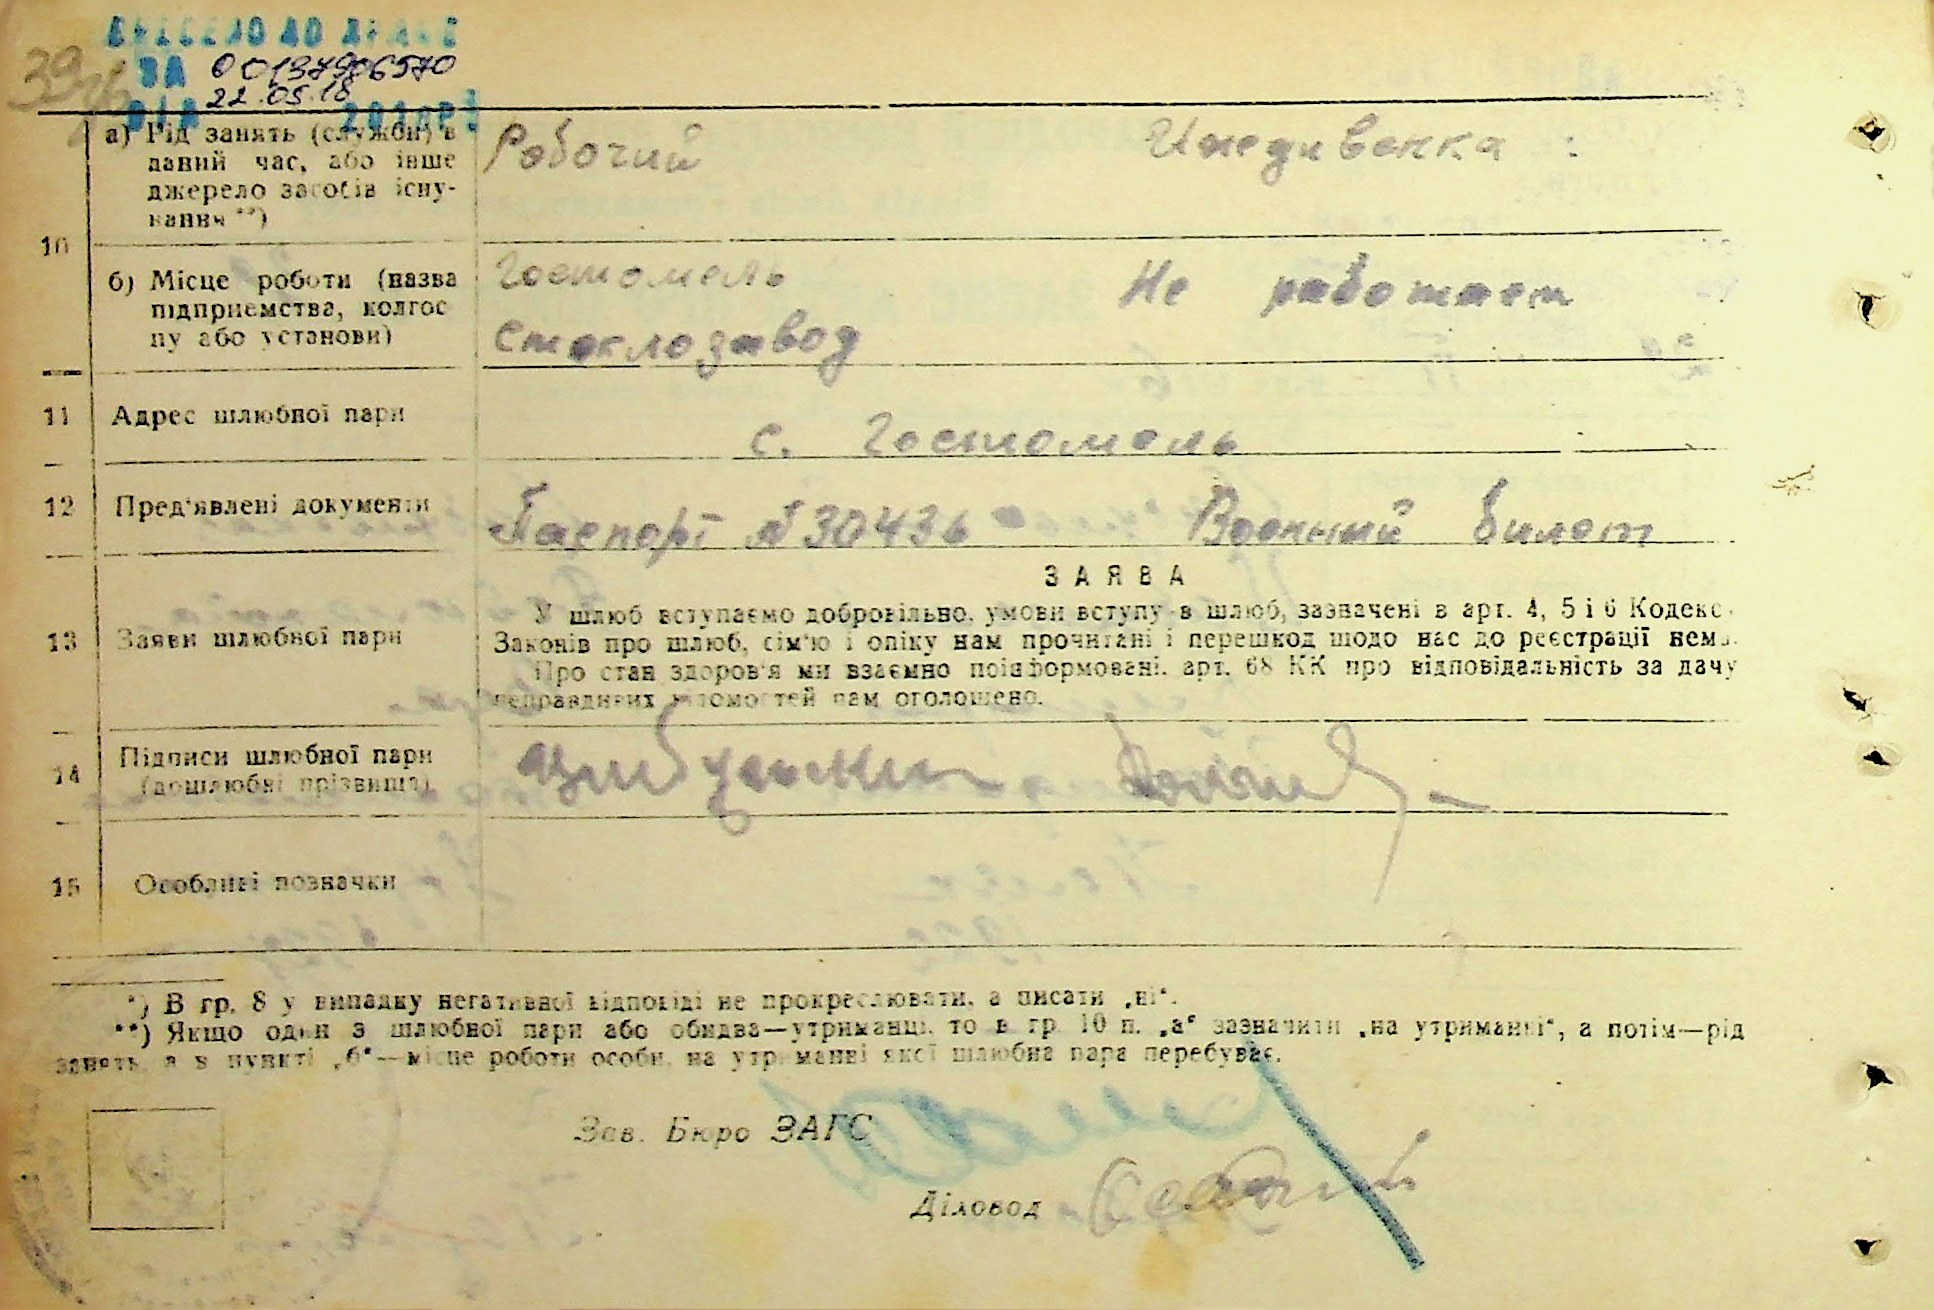 ВНЕСЕНО ДО ДРАЦС
ЗА 00137906570
ВІД 22.05.18 201 Р.
39
10
а) Рід занять (служби) в даний час, або інше джерело засобів існування **)
Робочий
Иждивенка
б) Місце роботи (назва підприємства, колгоспу або установи)
Гостомель
стеклозавод
Не работает
11 Адрес шлюбної пари
с. Гостомель
12 Пред'явлені документи
Паспорт N 30436 Военный билет
13 Заяви шлюбної пари
ЗАЯВА
У шлюб вступаємо добровільно, умови вступу в шлюб, зазначені в арт. 4, 5 і 6 Кодекс
Законів про шлюб, сім'ю і опіку нам прочитані і перешкод щодо нас до реєстрації нема.
Про стан здоров'я ми взаємно поінформовані, арт. 68 КК про відповідальність за дачу
неправдивих відомостей нам оголошено.
14 Підписи шлюбної пари
(дошлюбні прізвища)
15 Особливі позначки
*) В гр. 8 у випадку негативної відповіді не прокреслювати, а писати „ні“.
**) Якщо один з шлюбної пари або обидва—утриманці, то в гр. 10 п. „а“ зазначити „на утриманні“, а потім—рід
занять, а в пункті „б“—місце роботи особи, на утриманні якої шлюбна пара перебуває.
Зав. Бюро ЗАГС
Діловод